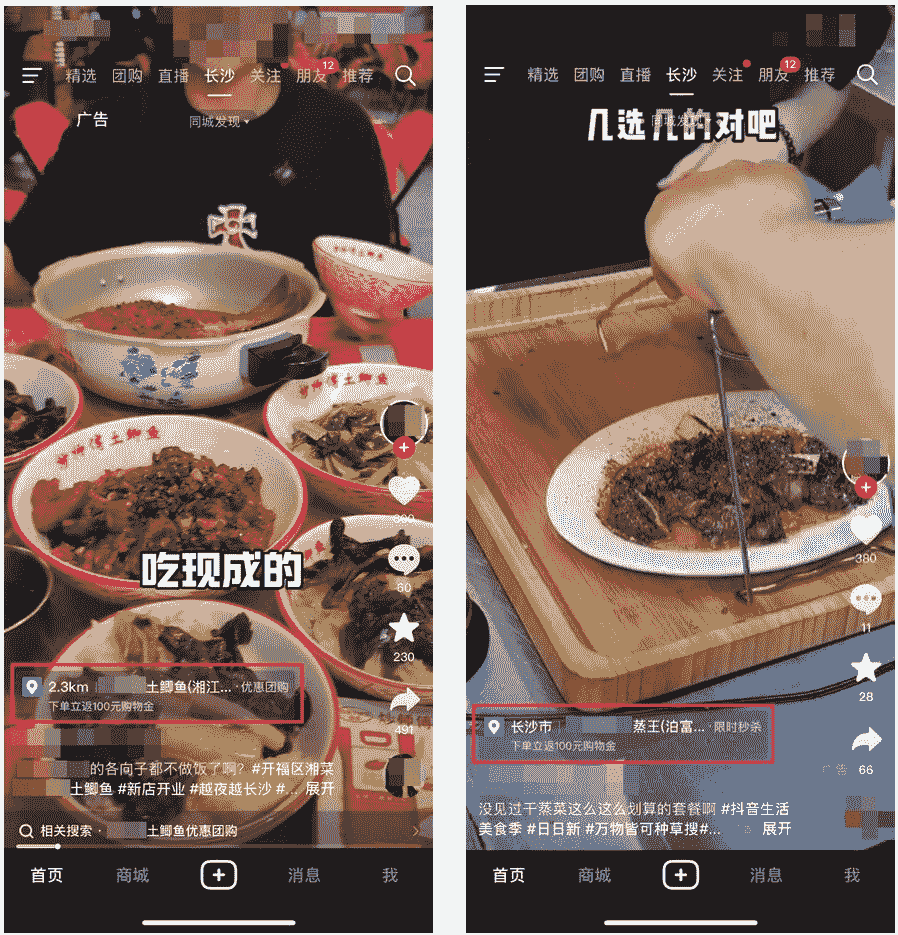 精选 团购 直播 长沙 关注 朋友 12 推荐
广告
同城发现
吃现成的
60
230
491
2.3km 土鲫鱼(湘江... · 优惠团购
下单立返100元购物金
的各向子都不做饭了啊? #开福区湘菜
土鲫鱼 #新店开业 #越夜越长沙 #... 展开
相关搜索 · 土鲫鱼优惠团购
首页 商城 消息 我
精选 团购 直播 长沙 关注 朋友 12 推荐
几选几的对吧
380
11
28
66
长沙市 蒸王(泊富... · 限时秒杀
下单立返100元购物金
广告
没见过干蒸菜这么这么划算的套餐啊 #抖音生活
美食季 #日日新 #万物皆可种草搜#... 展开
首页 商城 消息 我